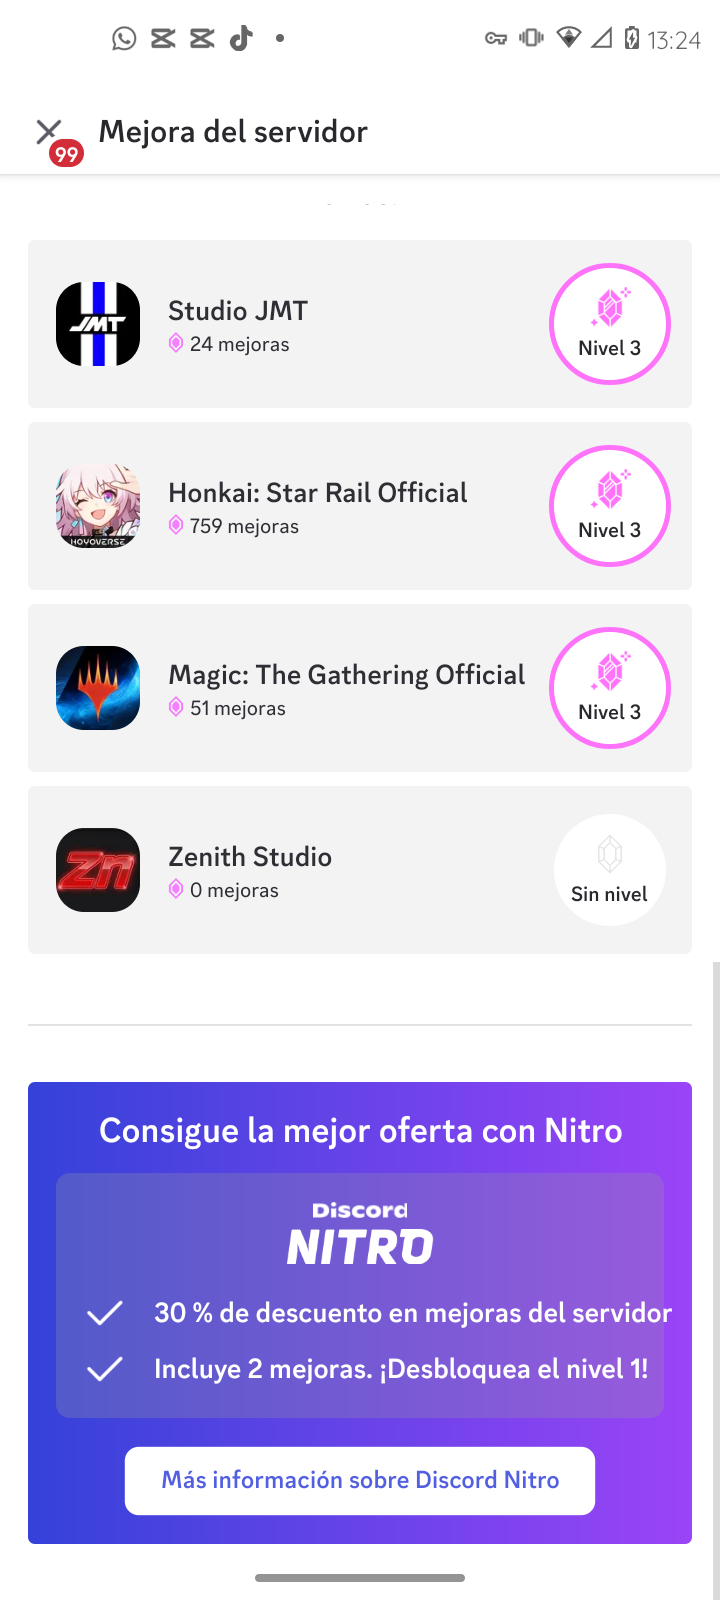 13:24
Mejora del servidor
99
JMT
Studio JMT
24 mejoras
Nivel 3
HOYOVERSE
Honkai: Star Rail Official
759 mejoras
Nivel 3
Magic: The Gathering Official
51 mejoras
Nivel 3
Zn
Zenith Studio
0 mejoras
Sin nivel
Consigue la mejor oferta con Nitro
Discord
NITRO
30 % de descuento en mejoras del servidor
Incluye 2 mejoras. ¡Desbloquea el nivel 1!
Más información sobre Discord Nitro